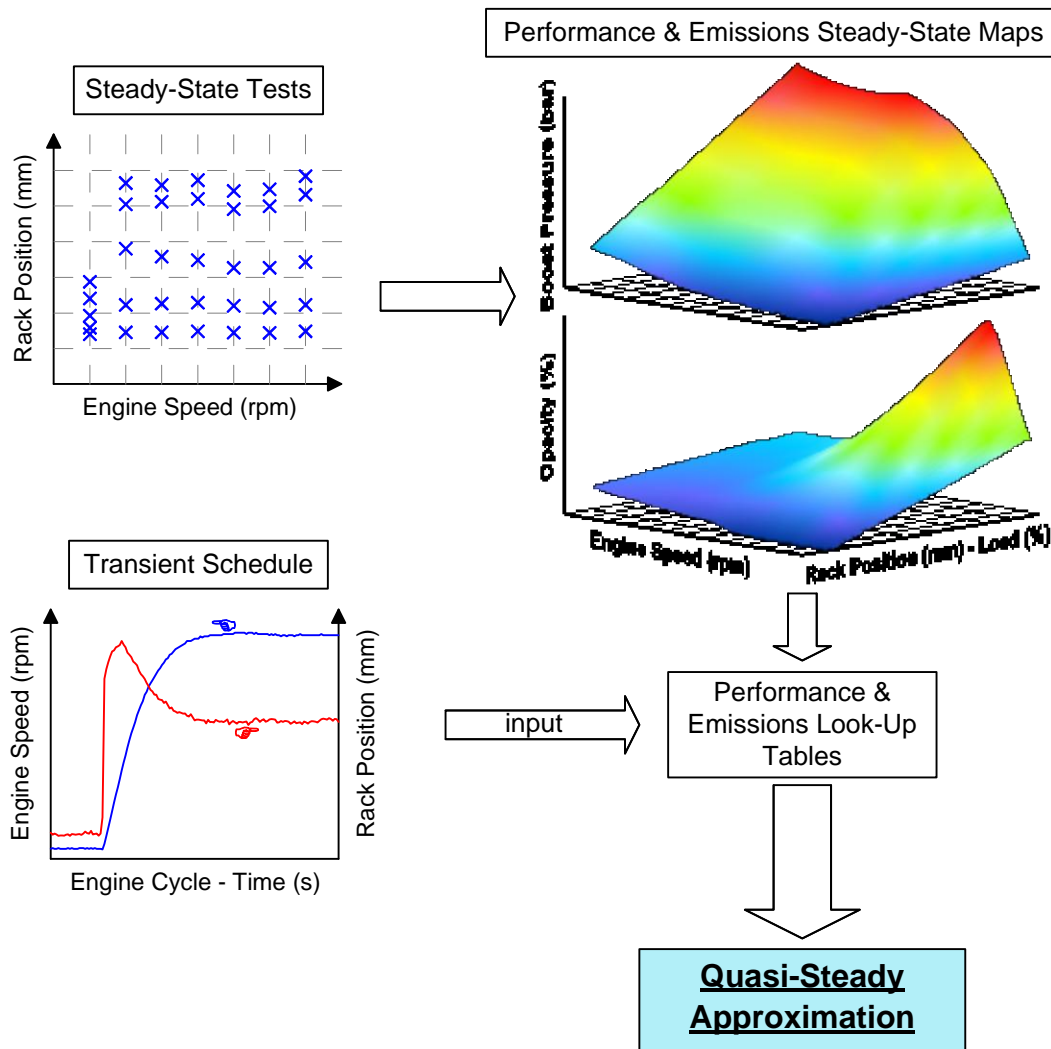 Performance & Emissions Steady-State Maps
Steady-State Tests
Rack Position (mm)
Engine Speed (rpm)
Boost Pressure (bar)
Opacity (%)
Engine Speed (rpm)
Rack Position (mm) - Load (%)
Transient Schedule
Engine Speed (rpm)
Rack Position (mm)
Engine Cycle - Time (s)
input
Performance &
Emissions Look-Up
Tables
Quasi-Steady
Approximation